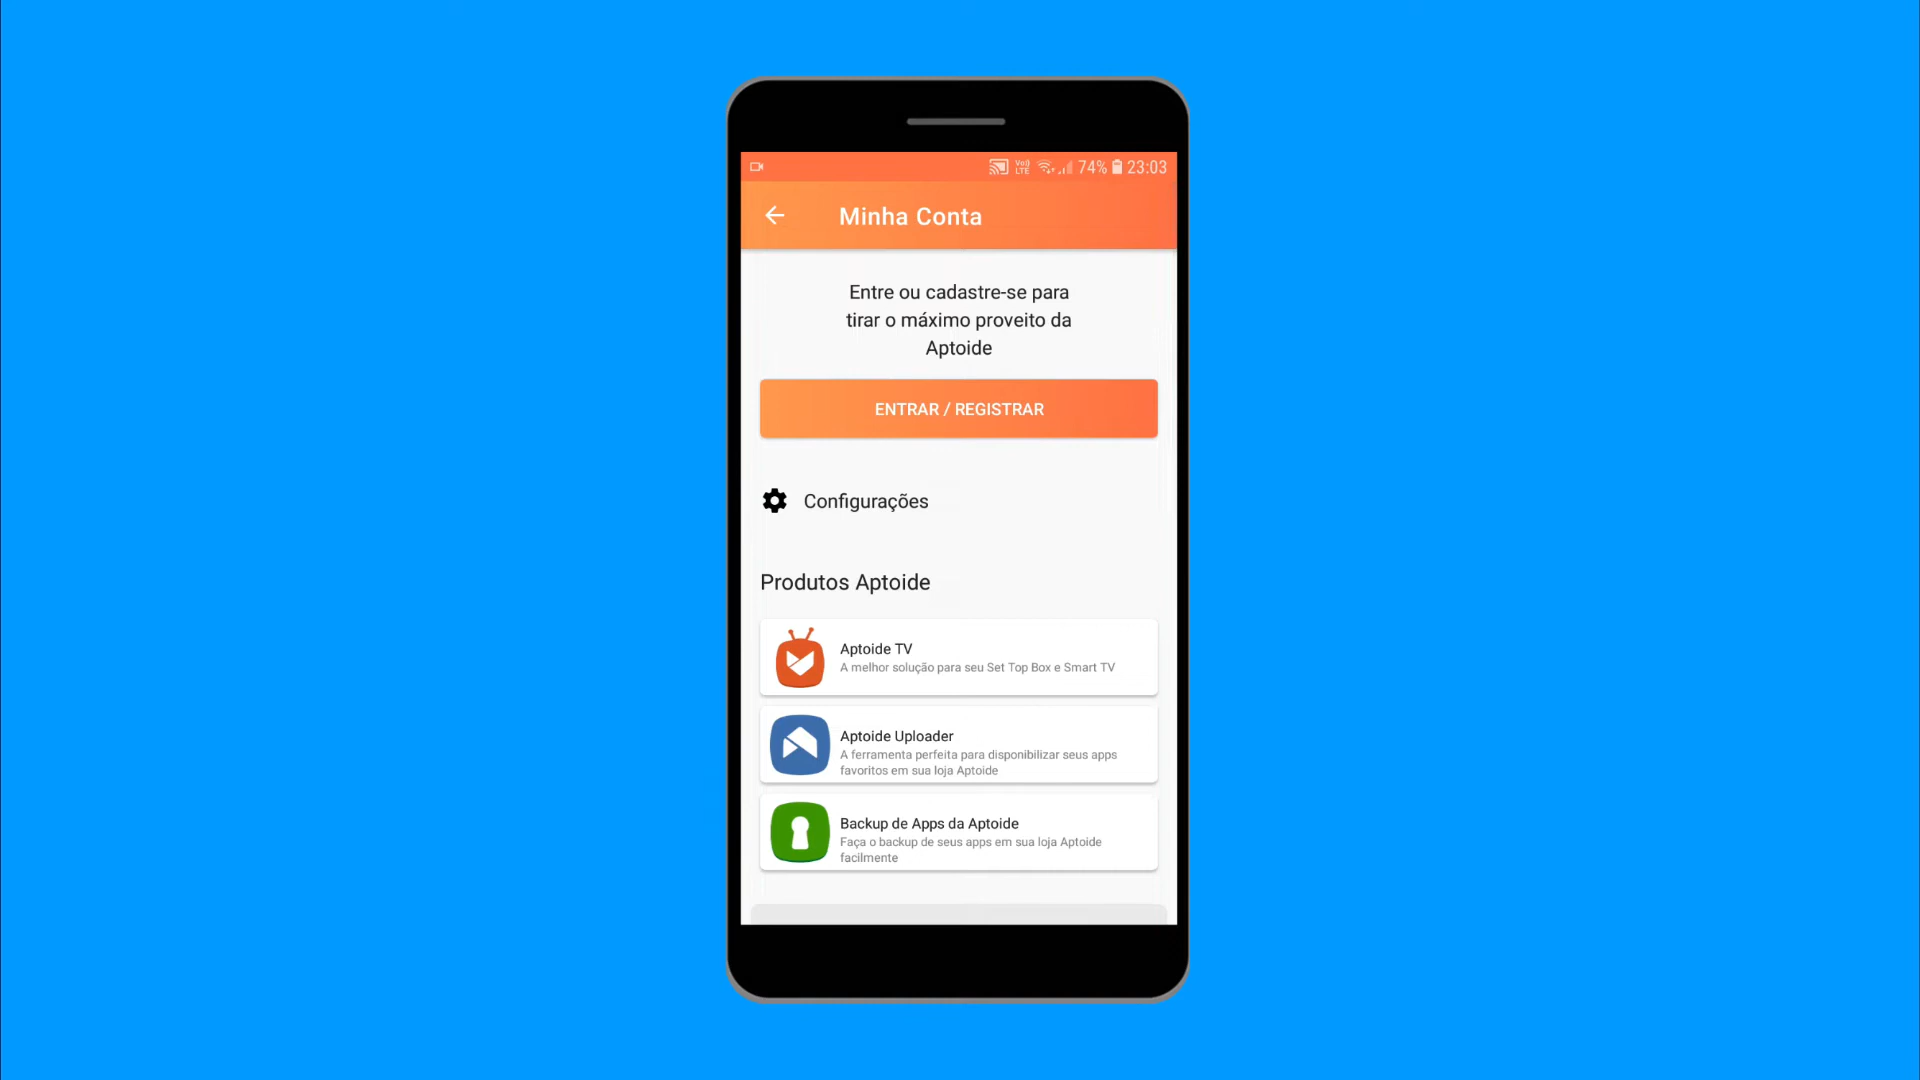 VoLTE 74% 23:03
Minha Conta
Entre ou cadastre-se para
tirar o máximo proveito da
Aptoide
ENTRAR / REGISTRAR
Configurações
Produtos Aptoide
Aptoide TV
A melhor solução para seu Set Top Box e Smart TV
Aptoide Uploader
A ferramenta perfeita para disponibilizar seus apps
favoritos em sua loja Aptoide
Backup de Apps da Aptoide
Faça o backup de seus apps em sua loja Aptoide
facilmente